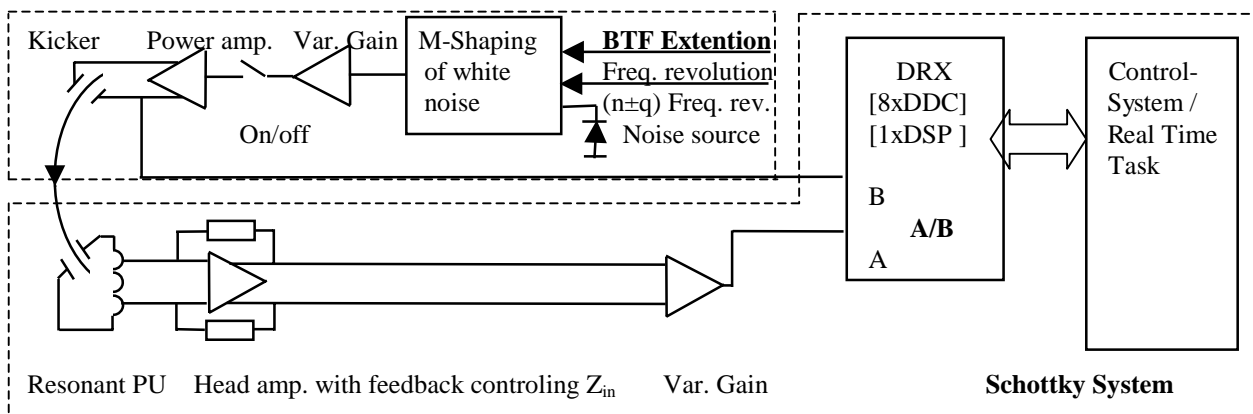 Kicker
Power amp.
Var. Gain
M-Shaping
of white
noise
BTF Extention
Freq. revolution
(n±q) Freq. rev.
Noise source
On/off
DRX
[8xDDC]
[1xDSP ]
B
A/B
A
Control-
System /
Real Time
Task
Resonant PU
Head amp. with feedback controling Zin
Var. Gain
Schottky System